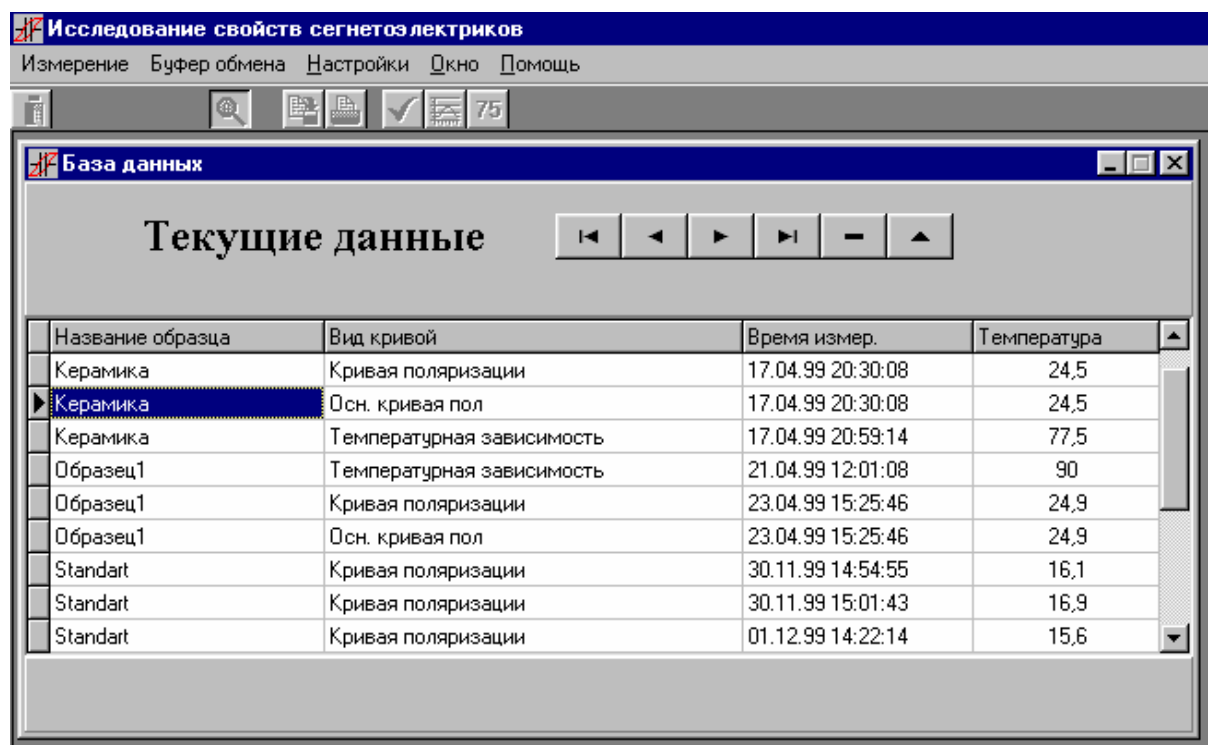 Исследование свойств сегнетоэлектриков
Измерение Буфер обмена Настройки Окно Помощь
75
База данных
Текущие данные
Название образца Вид кривой Время измер. Температура
Керамика Кривая поляризации 17.04.99 20:30:08 24,5
Керамика Осн. кривая пол 17.04.99 20:30:08 24,5
Керамика Температурная зависимость 17.04.99 20:59:14 77,5
Образец1 Температурная зависимость 21.04.99 12:01:08 90
Образец1 Кривая поляризации 23.04.99 15:25:46 24,9
Образец1 Осн. кривая пол 23.04.99 15:25:46 24,9
Standart Кривая поляризации 30.11.99 14:54:55 16,1
Standart Кривая поляризации 30.11.99 15:01:43 16,9
Standart Кривая поляризации 01.12.99 14:22:14 15,6